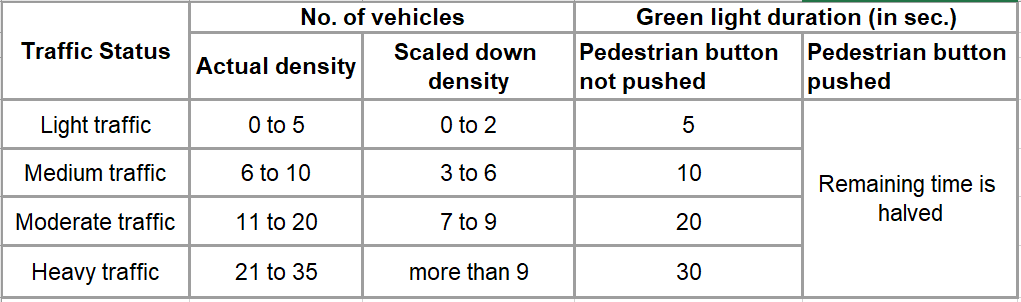 Traffic Status
No. of vehicles
Green light duration (in sec.)
Actual density
Scaled down
density
Pedestrian button
not pushed
Pedestrian button
pushed
Light traffic
0 to 5
0 to 2
5
Remaining time is
halved
Medium traffic
6 to 10
3 to 6
10
Moderate traffic
11 to 20
7 to 9
20
Heavy traffic
21 to 35
more than 9
30